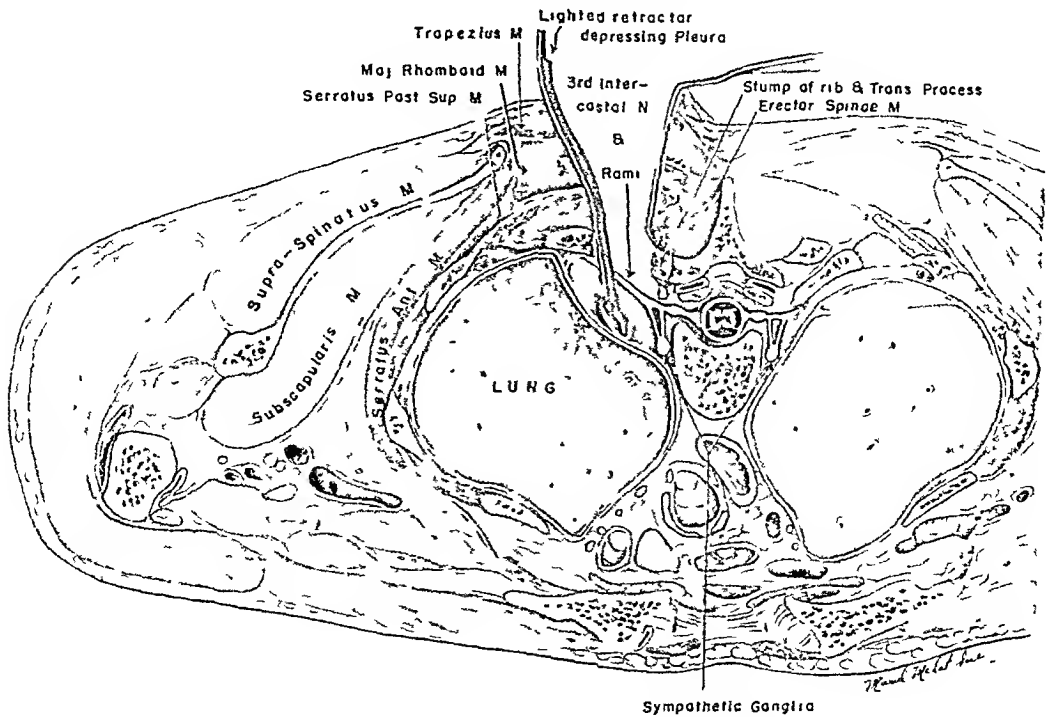 Lighted retractor
depressing Pleura
Trapezius M
Maj Rhomboid M
Serratus Post Sup M
3rd Inter-
costal N
&
Rami
Stump of rib & Trans Process
Erector Spinae M
Supra-Spinatus M
Subscapularis M
Serratus Ant M
LUNG
Sympathetic Ganglia